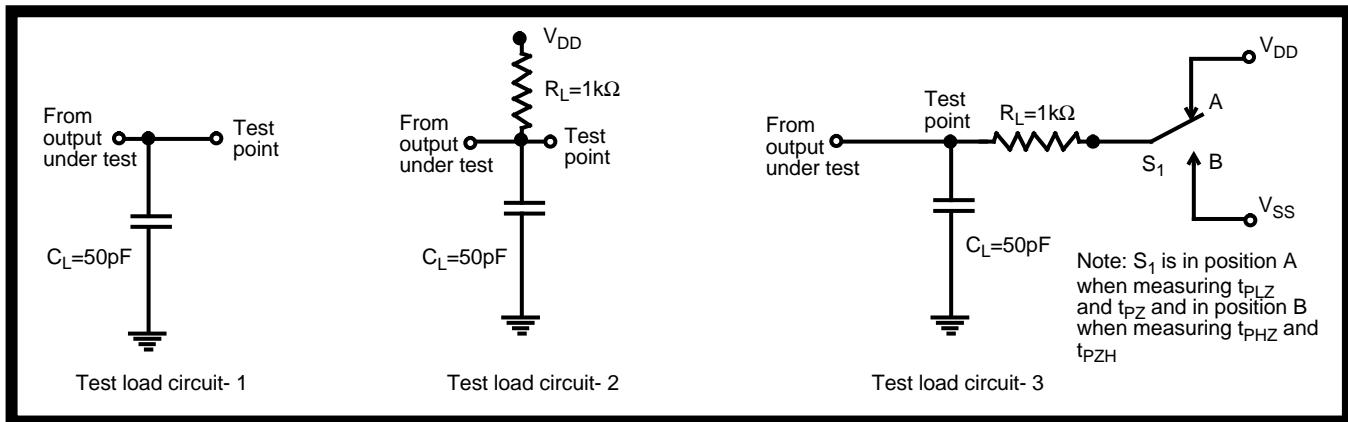 From
output
under test
Test
point
C_L=50pF
Test load circuit- 1
V_DD
R_L=1kΩ
From
output
under test
Test
point
C_L=50pF
Test load circuit- 2
From
output
under test
Test
point
R_L=1kΩ
V_DD
A
S_1
B
V_SS
C_L=50pF
Note: S_1 is in position A
when measuring t_PLZ
and t_PZ and in position B
when measuring t_PHZ and
t_PZH
Test load circuit- 3